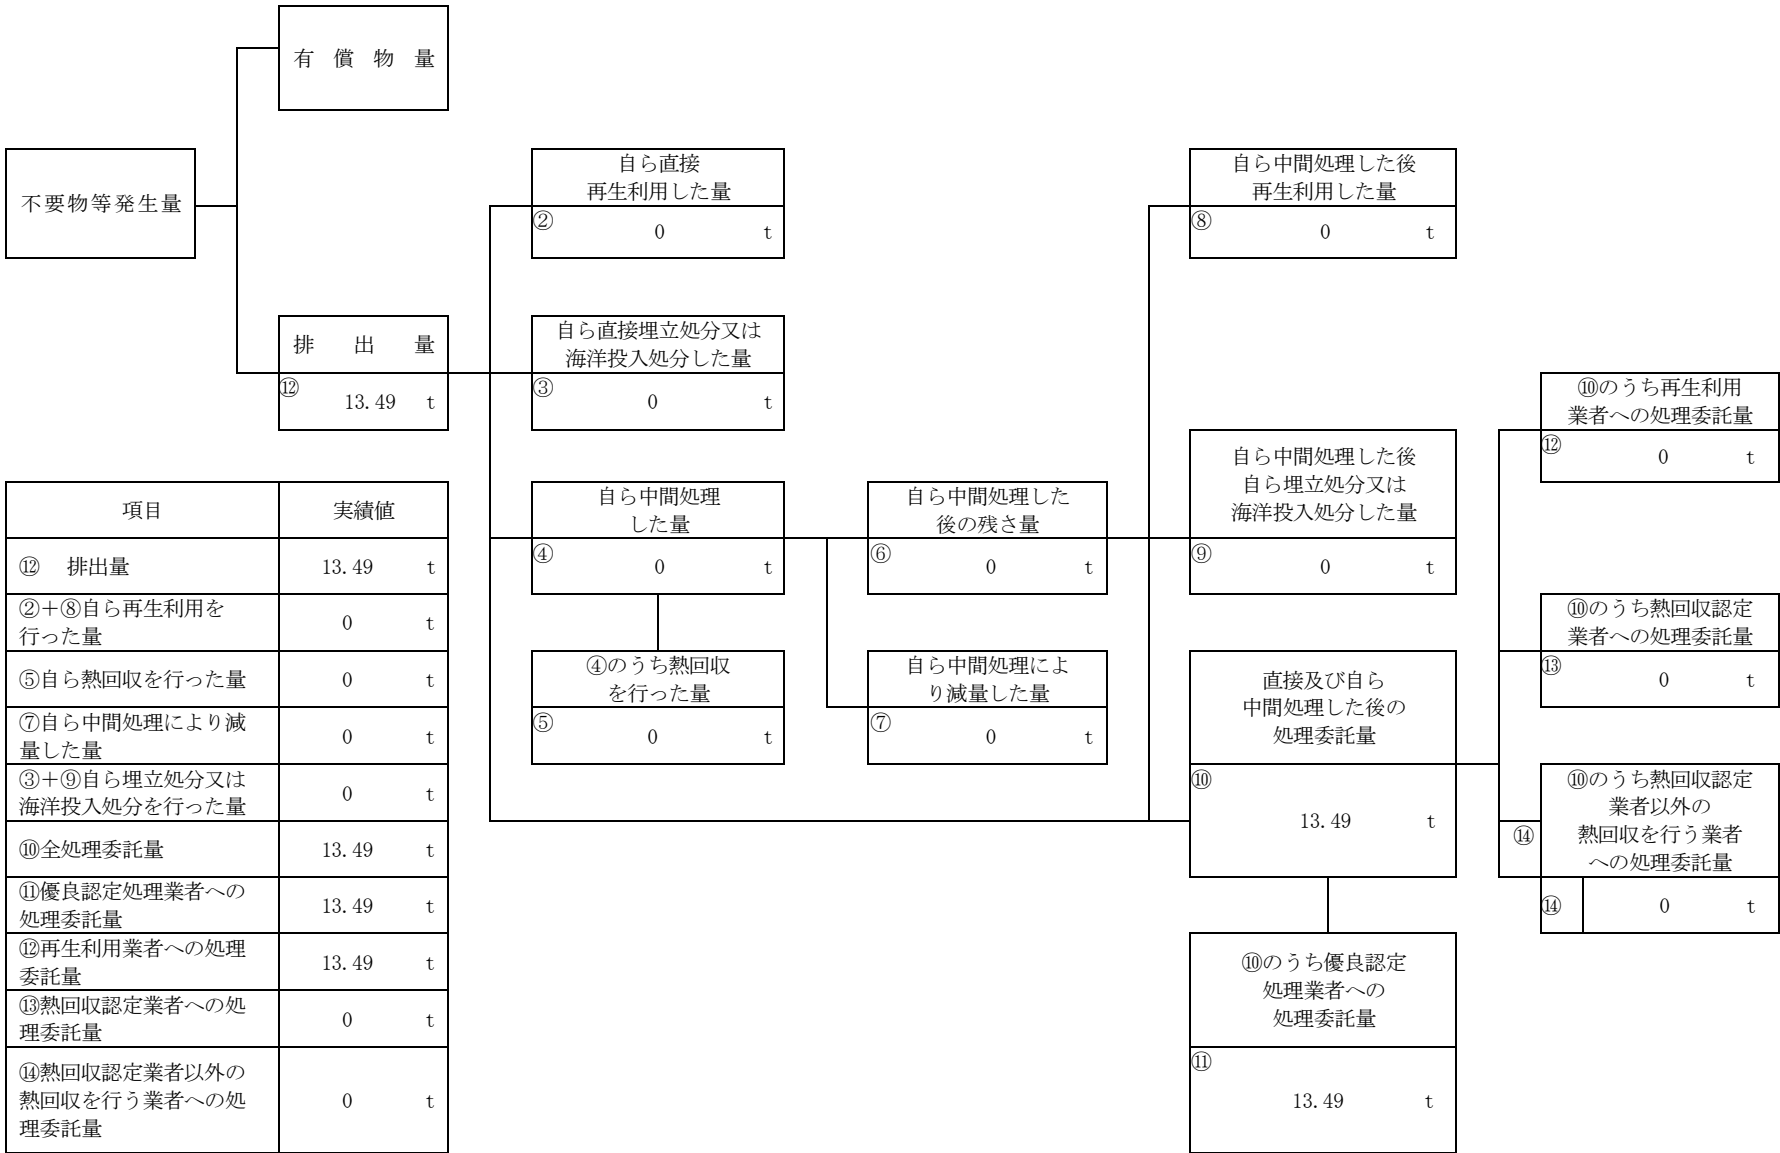 有 償 物 量
不要物等発生量
自ら直接
再生利用した量
② 0 t
自ら中間処理した後
再生利用した量
⑧ 0 t
排 出 量
⑫ 13.49 t
自ら直接埋立処分又は
海洋投入処分した量
③ 0 t
⑩のうち再生利用
業者への処理委託量
⑫ 0 t
自ら中間処理した後
自ら埋立処分又は
海洋投入処分した量
⑨ 0 t
自ら中間処理
した量
④ 0 t
自ら中間処理した
後の残さ量
⑥ 0 t
④のうち熱回収
を行った量
⑤ 0 t
自ら中間処理によ
り減量した量
⑦ 0 t
直接及び自ら
中間処理した後の
処理委託量
⑩
13.49 t
⑩のうち熱回収認定
業者への処理委託量
⑬ 0 t
⑩のうち熱回収認定
業者以外の
熱回収を行う業者
への処理委託量
⑭
⑭ 0 t
⑩のうち優良認定
処理業者への
処理委託量
⑪
13.49 t
項目 実績値
⑫ 排出量 13.49 t
②+⑧自ら再生利用を
行った量
0 t
⑤自ら熱回収を行った量 0 t
⑦自ら中間処理により減
量した量
0 t
③+⑨自ら埋立処分又は
海洋投入処分を行った量
0 t
⑩全処理委託量 13.49 t
⑪優良認定処理業者への
処理委託量
13.49 t
⑫再生利用業者への処理
委託量
13.49 t
⑬熱回収認定業者への処
理委託量
0 t
⑭熱回収認定業者以外の
熱回収を行う業者への処
理委託量
0 t